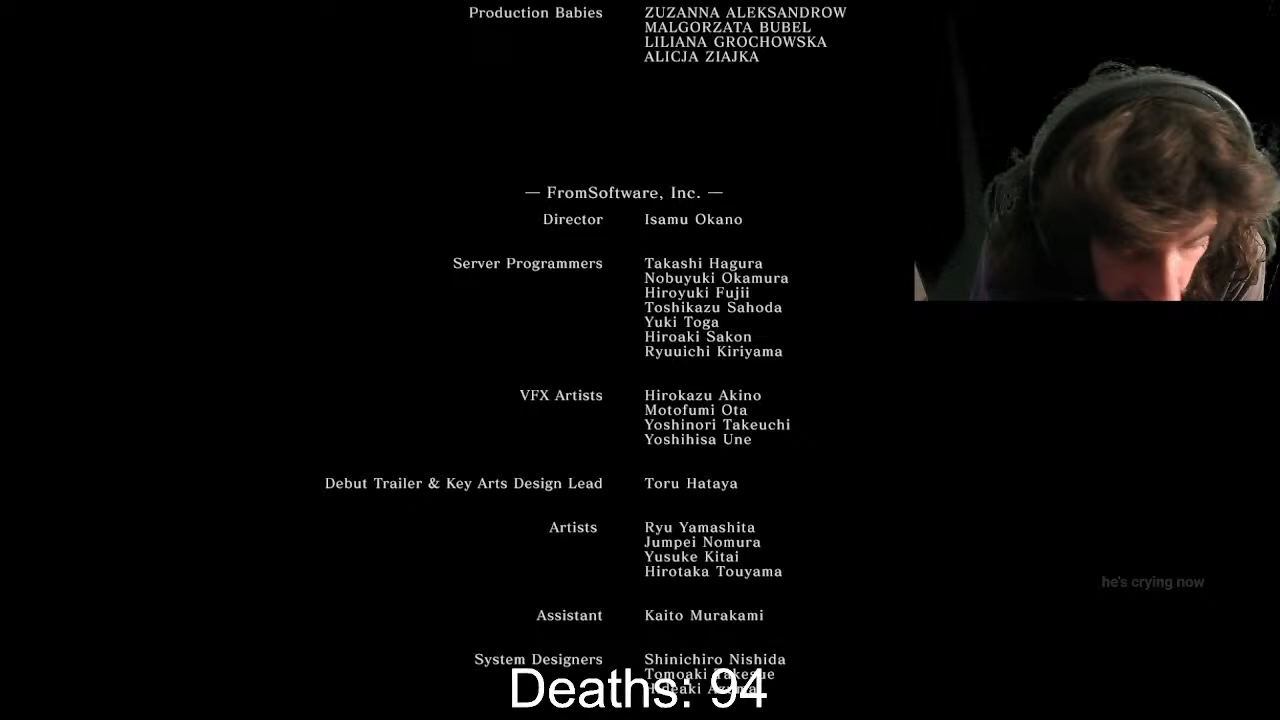 Production Babies ZUZANNA ALEKSANDROW
MALGORZATA BUBEL
LILIANA GROCHOWSKA
ALICJA ZIAJKA
— FromSoftware, Inc. —
Director Isamu Okano
Server Programmers Takashi Hagura
Nobuyuki Okamura
Hiroyuki Fujii
Toshikazu Sahoda
Yuki Toga
Hiroaki Sakon
Ryuuichi Kiriyama
VFX Artists Hirokazu Akino
Motofumi Ota
Yoshinori Takeuchi
Yoshihisa Une
Debut Trailer & Key Arts Design Lead Toru Hataya
Artists Ryu Yamashita
Jumpei Nomura
Yusuke Kitai
Hirotaka Touyama
he's crying now
Assistant Kaito Murakami
System Designers Shinichiro Nishida
Tomoaki
Deaths: 94